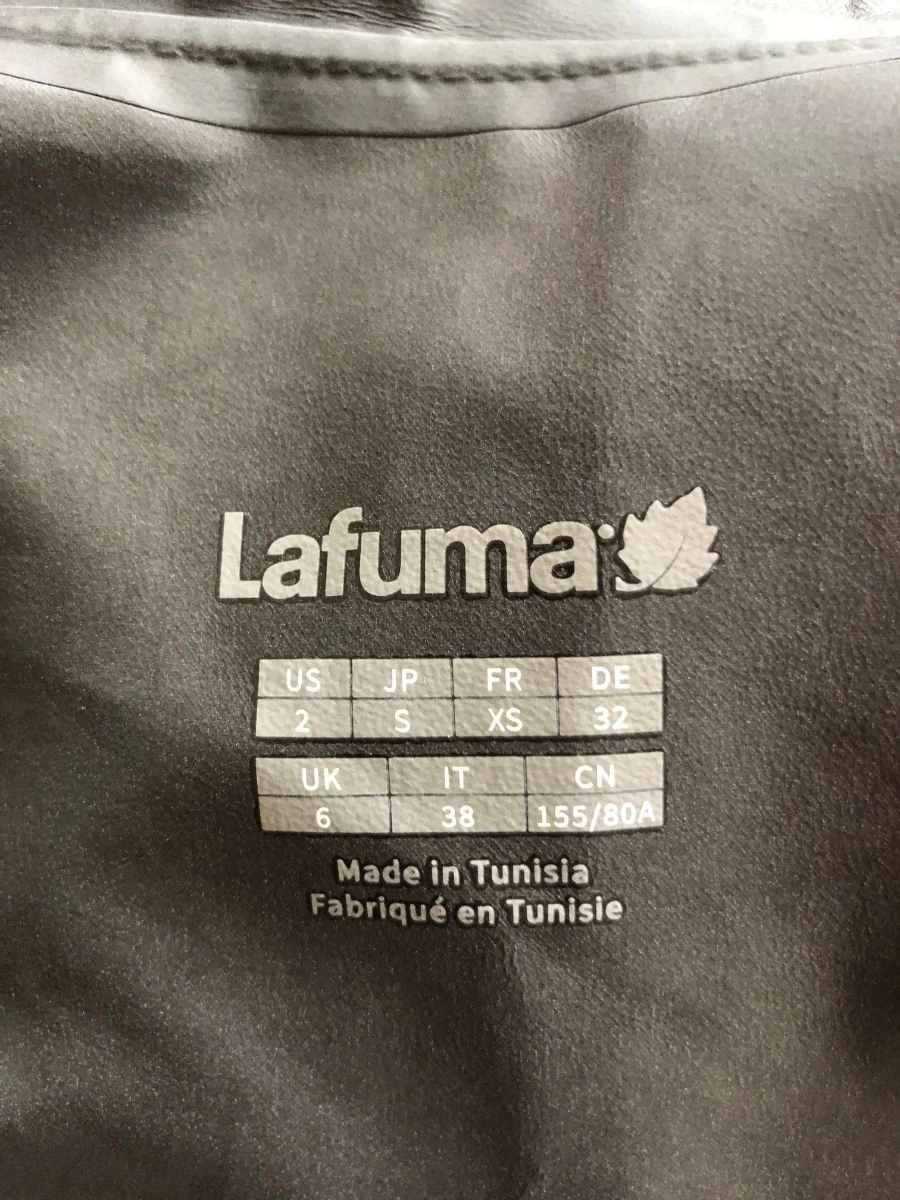 Lafuma
US JP FR DE
2 S XS 32
UK IT CN
6 38 155/80A
Made in Tunisia
Fabriqué en Tunisie